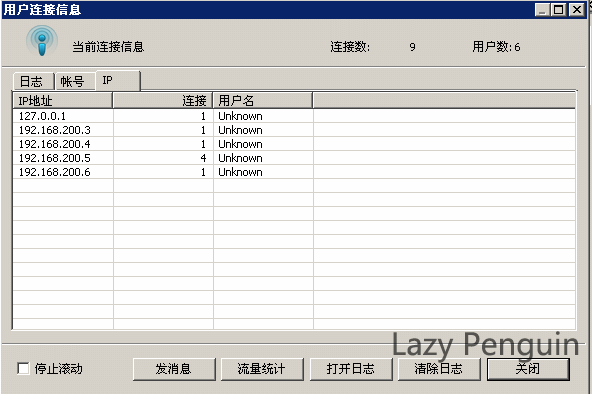 用户连接信息
当前连接信息 连接数: 9 用户数:6
日志 帐号 IP
IP地址 连接 用户名
127.0.0.1 1 Unknown
192.168.200.3 1 Unknown
192.168.200.4 1 Unknown
192.168.200.5 4 Unknown
192.168.200.6 1 Unknown
Lazy Penguin
停止滚动 发消息 流量统计 打开日志 清除日志 关闭